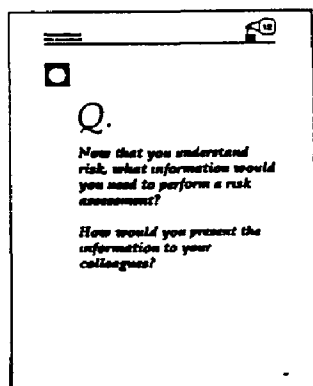 12
Q.
Now that you understand
risk, what information would
you need to perform a risk
assessment?
How would you present the
information to your
colleagues?